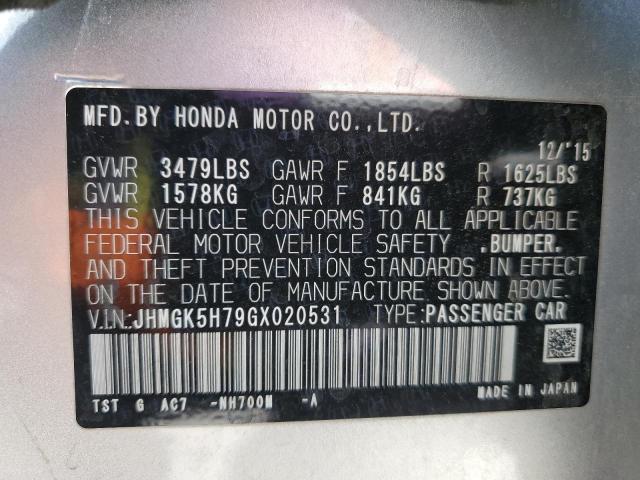 MFD.BY HONDA MOTOR CO.,LTD.
12/'15
GVWR 3479LBS GAWR F 1854LBS R 1625LBS
GVWR 1578KG GAWR F 841KG R 737KG
THIS VEHICLE CONFORMS TO ALL APPLICABLE
FEDERAL MOTOR VEHICLE SAFETY .BUMPER.
AND THEFT PREVENTION STANDARDS IN EFFECT
ON THE DATE OF MANUFACTURE SHOWN ABOVE.
V.I.N:JHMGK5H79GX020531 TYPE:PASSENGER CAR
TST G AC7 -NH700M -A MADE IN JAPAN